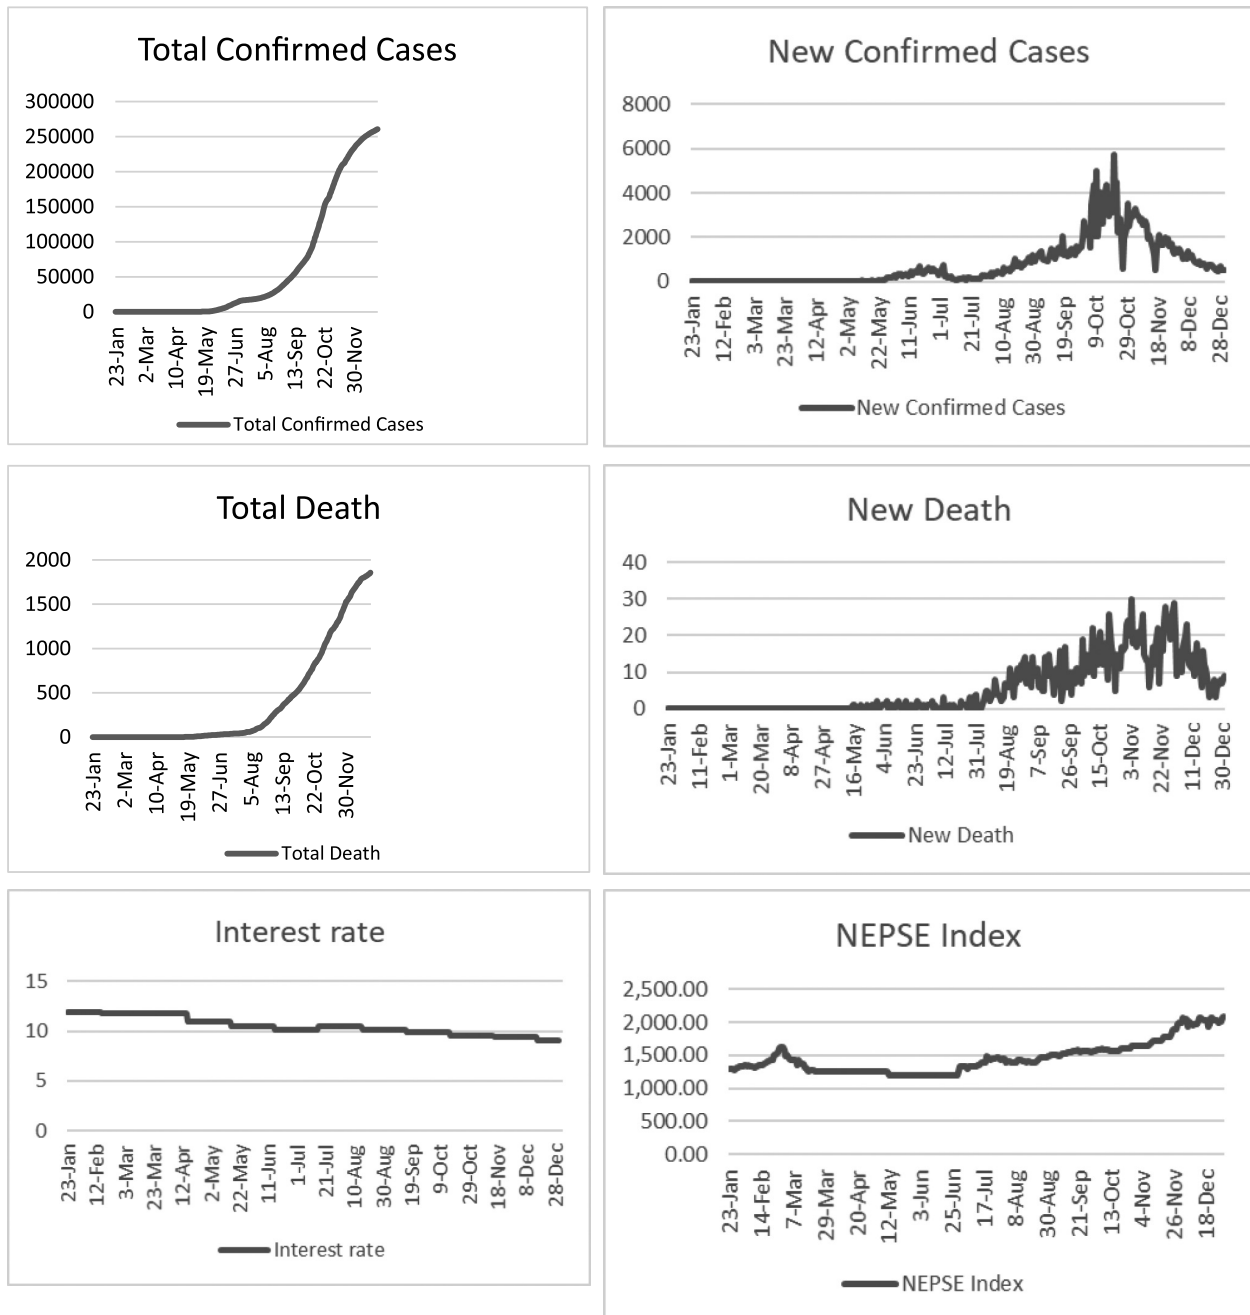 Total Confirmed Cases
300000
250000
200000
150000
100000
50000
0
23-Jan 2-Mar 10-Apr 19-May 27-Jun 5-Aug 13-Sep 22-Oct 30-Nov
Total Confirmed Cases
New Confirmed Cases
8000
6000
4000
2000
0
23-Jan 12-Feb 3-Mar 23-Mar 12-Apr 2-May 22-May 11-Jun 1-Jul 21-Jul 10-Aug 30-Aug 19-Sep 9-Oct 29-Oct 18-Nov 8-Dec 28-Dec
New Confirmed Cases
Total Death
2000
1500
1000
500
0
23-Jan 2-Mar 10-Apr 19-May 27-Jun 5-Aug 13-Sep 22-Oct 30-Nov
Total Death
New Death
40
30
20
10
0
23-Jan 11-Feb 1-Mar 20-Mar 8-Apr 27-Apr 16-May 4-Jun 23-Jun 12-Jul 31-Jul 19-Aug 7-Sep 26-Sep 15-Oct 3-Nov 22-Nov 11-Dec 30-Dec
New Death
Interest rate
15
10
5
0
23-Jan 12-Feb 3-Mar 23-Mar 12-Apr 2-May 22-May 11-Jun 1-Jul 21-Jul 10-Aug 30-Aug 19-Sep 9-Oct 29-Oct 18-Nov 8-Dec 28-Dec
Interest rate
NEPSE Index
2,500.00
2,000.00
1,500.00
1,000.00
500.00
0.00
23-Jan 14-Feb 7-Mar 29-Mar 20-Apr 12-May 3-Jun 25-Jun 17-Jul 8-Aug 30-Aug 21-Sep 13-Oct 4-Nov 26-Nov 18-Dec
NEPSE Index